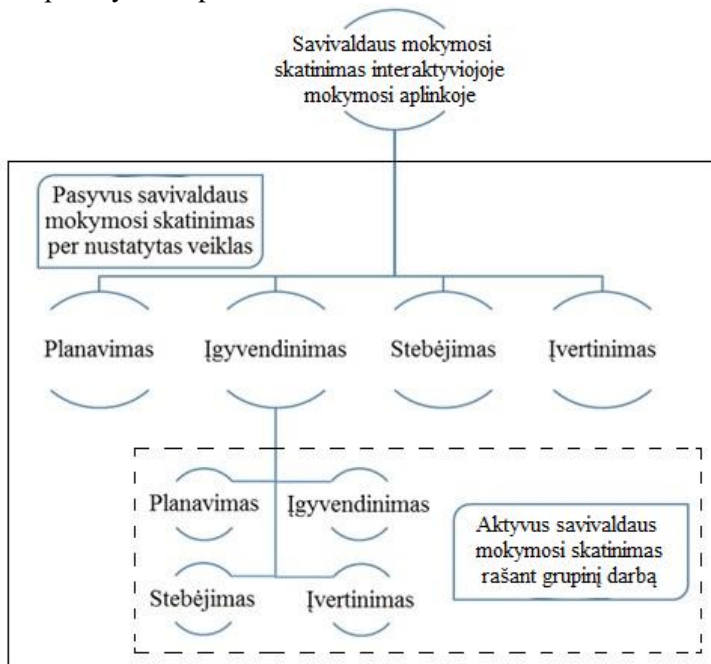 Savivaldaus mokymosi
skatinimas interaktyviojoje
mokymosi aplinkoje
Pasyvus savivaldaus
mokymosi skatinimas
per nustatytas veiklas
Planavimas
Įgyvendinimas
Stebėjimas
Įvertinimas
Planavimas
Įgyvendinimas
Stebėjimas
Įvertinimas
Aktyvus savivaldaus
mokymosi skatinimas
rašant grupinį darbą